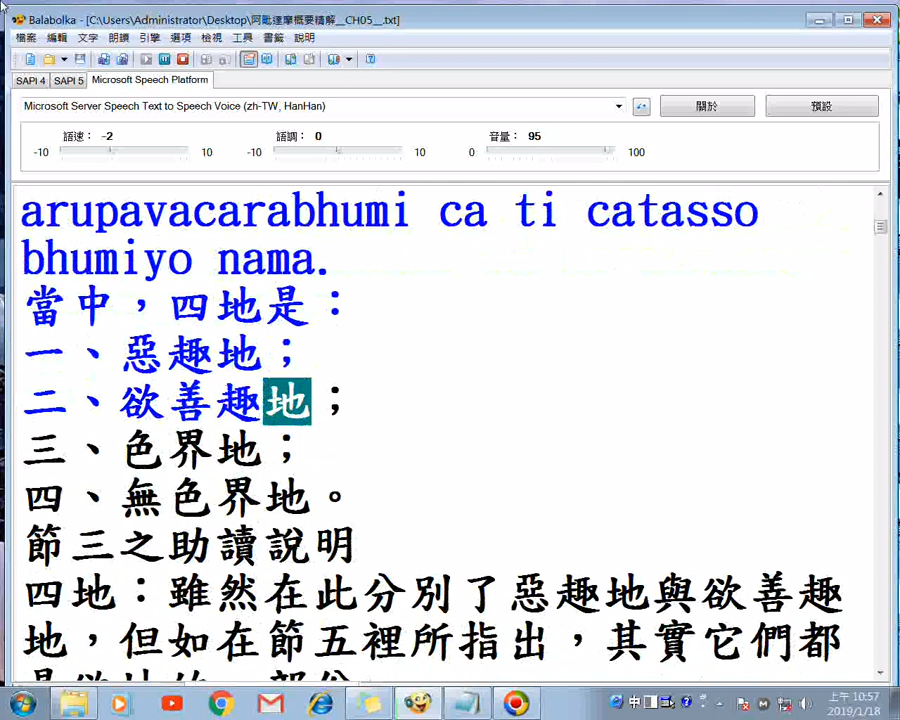 Balabolka - [C:\Users\Administrator\Desktop\阿毗達摩概要精解__CH05__.txt]
檔案 編輯 文字 朗讀 引擎 選項 檢視 工具 書籤 說明
SAPI 4 SAPI 5 Microsoft Speech Platform
Microsoft Server Speech Text to Speech Voice (zh-TW, HanHan) 關於 預設
語速： -2 語調： 0 音量： 95
-10 10 -10 10 0 100
arupavacarabhumi ca ti catasso
bhumiyo nama.
當中，四地是：
一、惡趣地；
二、欲善趣地；
三、色界地；
四、無色界地。
節三之助讀說明
四地：雖然在此分別了惡趣地與欲善趣
地，但如在節五裡所指出，其實它們都
中
上午 10:57
2019/1/18